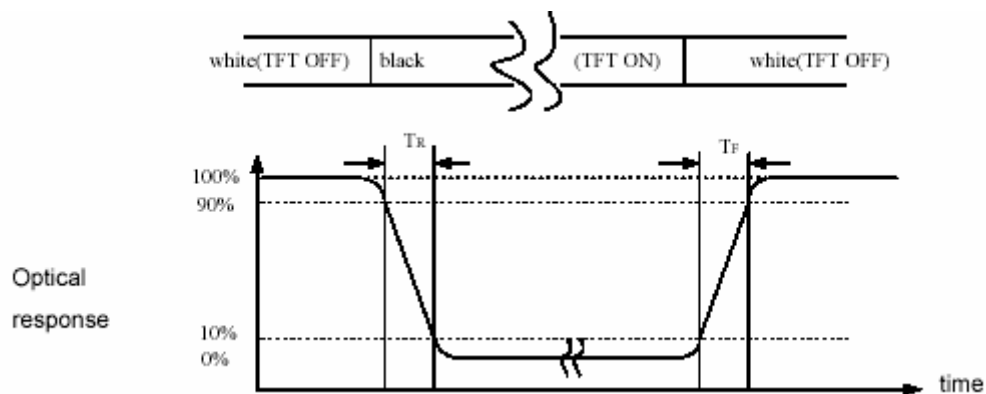 white(TFT OFF) black (TFT ON) white(TFT OFF)
TR TF
100%
90%
Optical
response
10%
0%
time